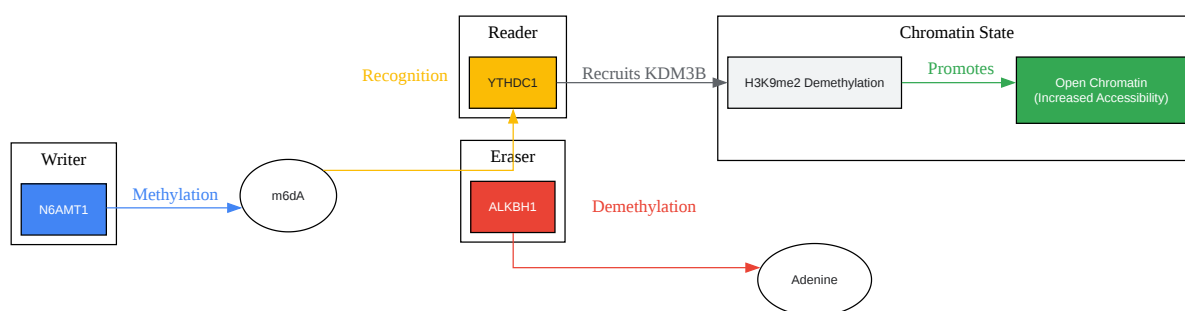 Reader
Chromatin State
Recognition
YTHDC1
Recruits KDM3B
H3K9me2 Demethylation
Promotes
Open Chromatin
(Increased Accessibility)
Writer
Eraser
N6AMT1
Methylation
m6dA
ALKBH1
Demethylation
Adenine